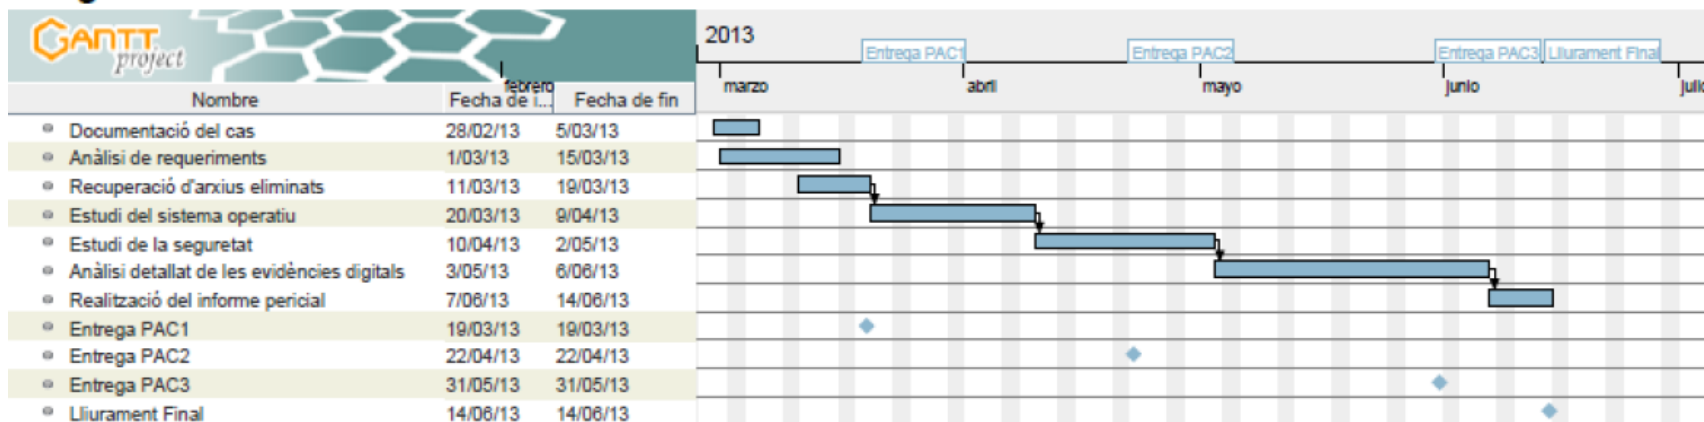 GANTT
project
2013
Entrega PAC1 Entrega PAC2 Entrega PAC3 Lliurament Final
febrero marzo abril mayo junio julio
Nombre Fecha de i... Fecha de fin
Documentació del cas 28/02/13 5/03/13
Anàlisi de requeriments 1/03/13 15/03/13
Recuperació d'arxius eliminats 11/03/13 19/03/13
Estudi del sistema operatiu 20/03/13 9/04/13
Estudi de la seguretat 10/04/13 2/05/13
Anàlisi detallat de les evidències digitals 3/05/13 6/06/13
Realització del informe pericial 7/06/13 14/06/13
Entrega PAC1 19/03/13 19/03/13
Entrega PAC2 22/04/13 22/04/13
Entrega PAC3 31/05/13 31/05/13
Lliurament Final 14/06/13 14/06/13